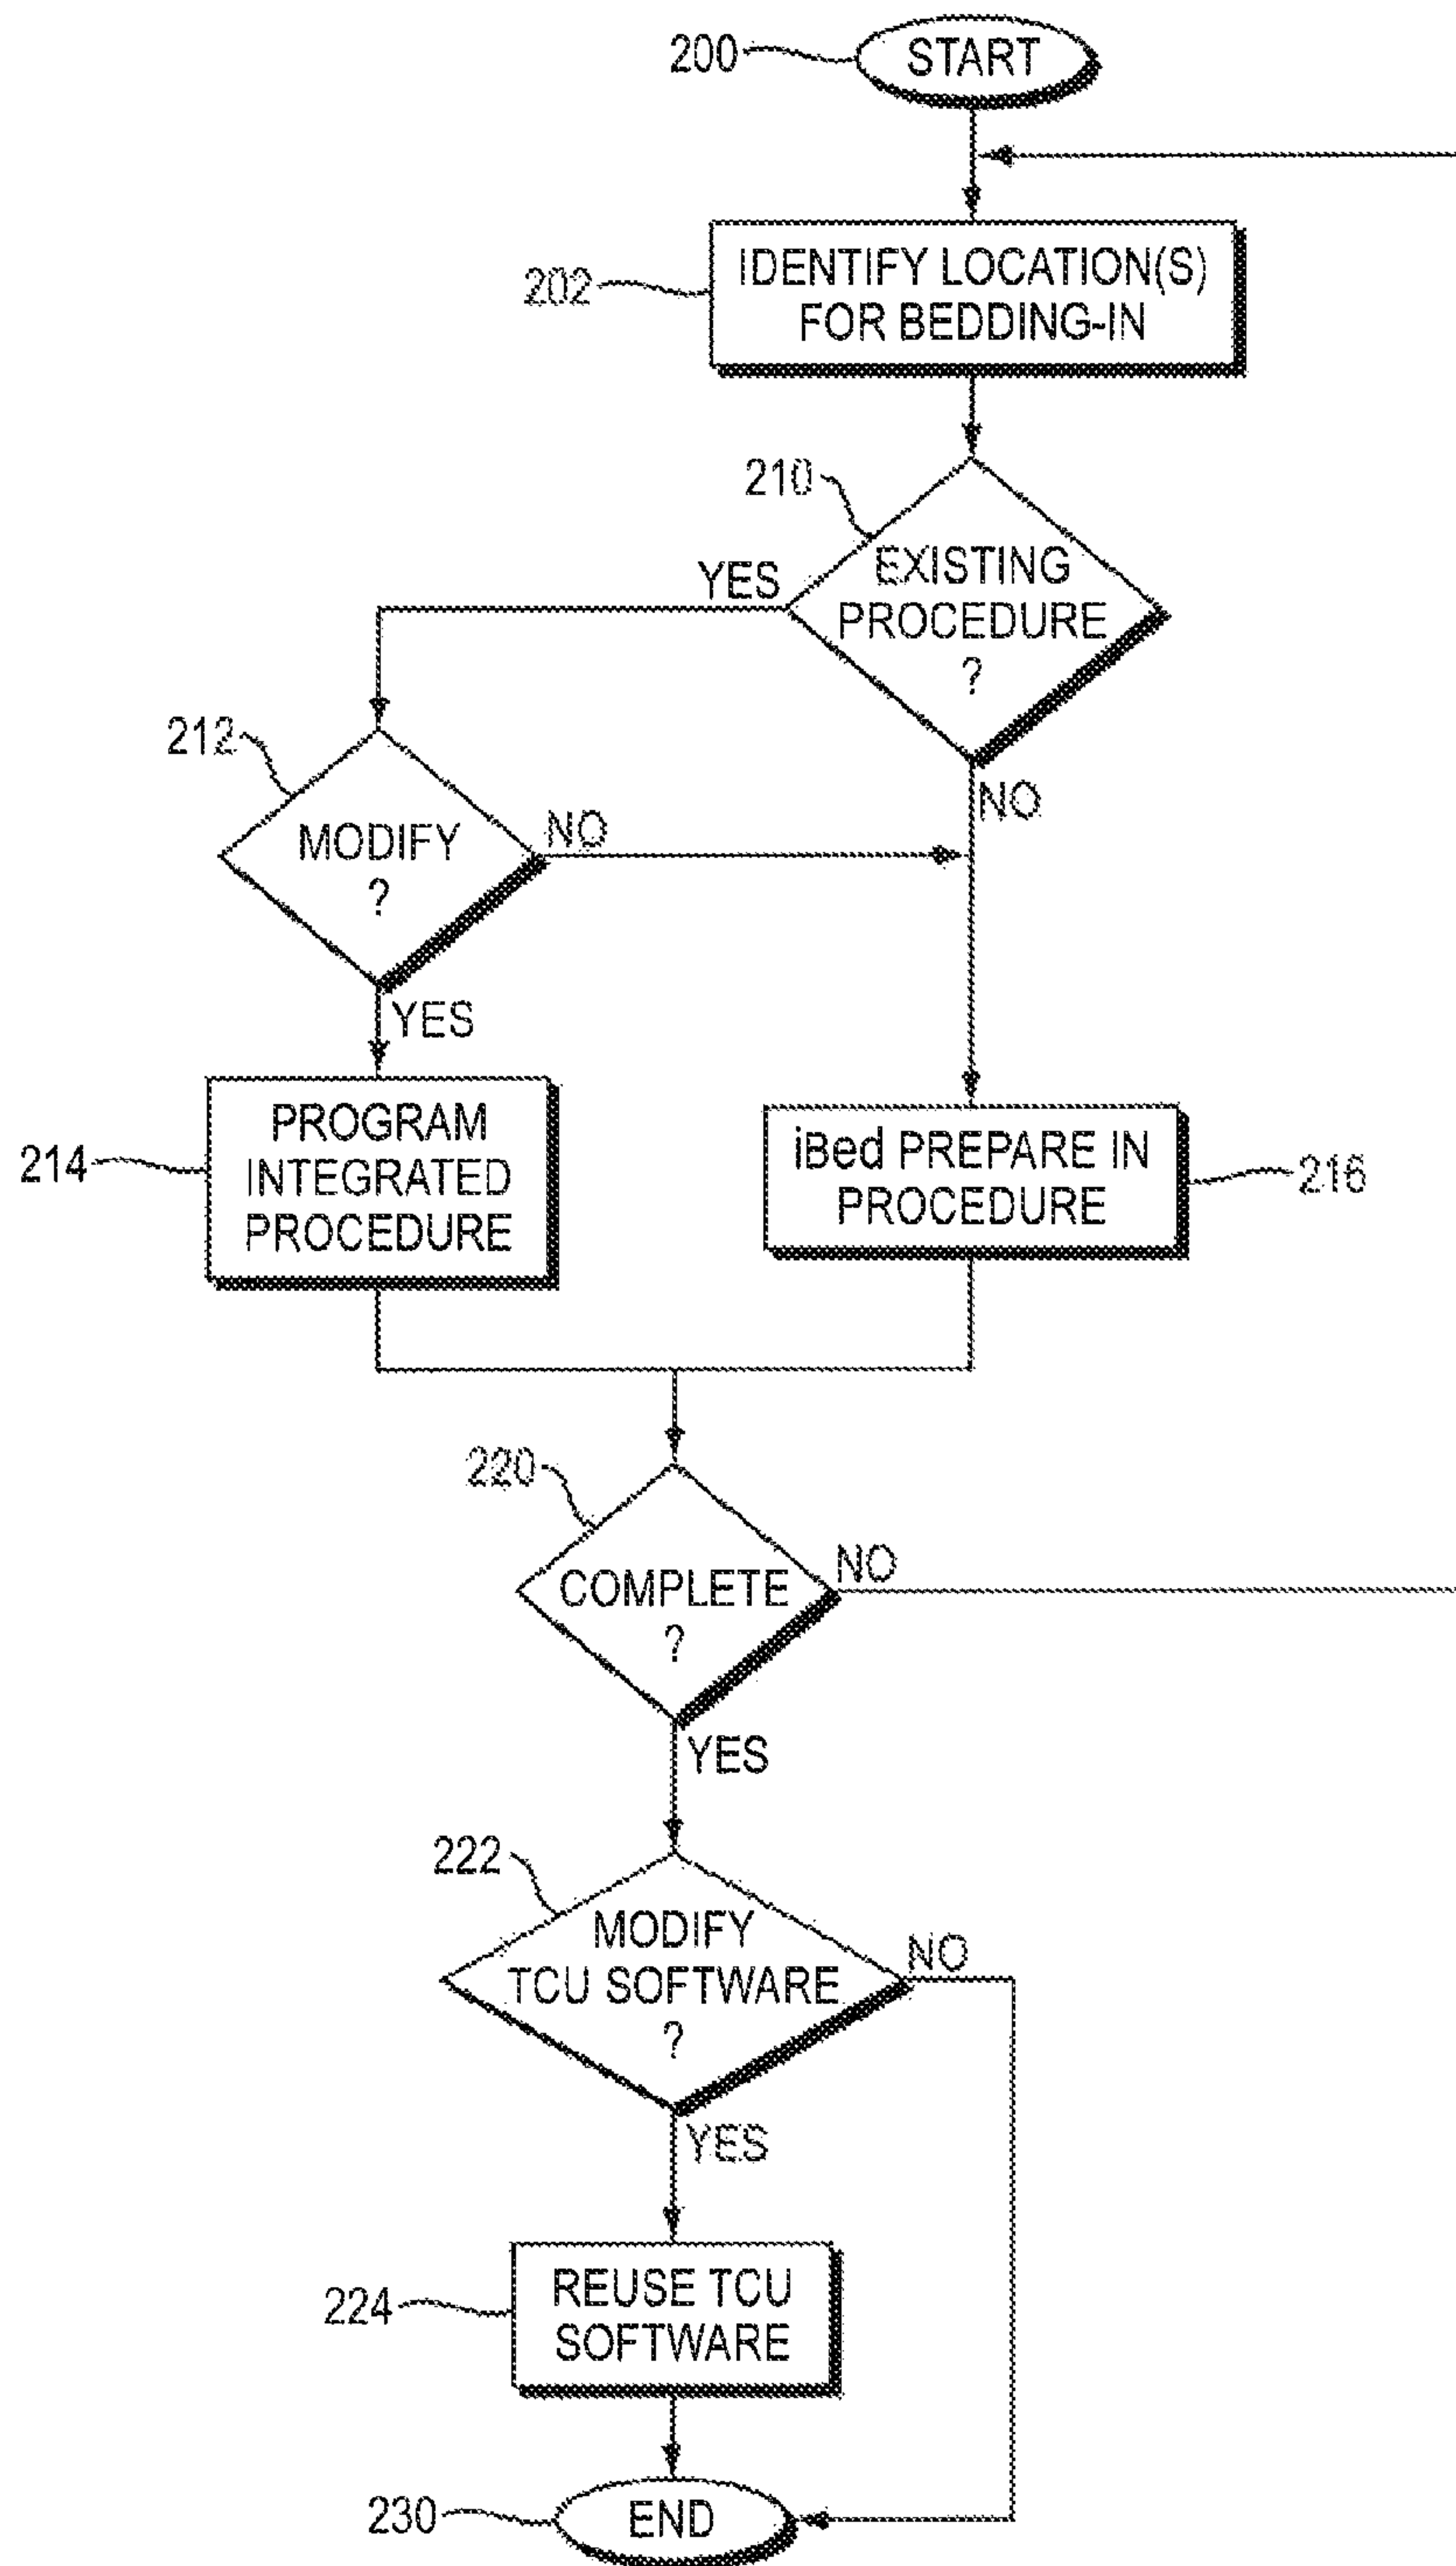 200
START
202
IDENTIFY LOCATION(S)
FOR BEDDING-IN
210
EXISTING
PROCEDURE
?
YES
NO
212
MODIFY
?
NO
YES
214
PROGRAM
INTEGRATED
PROCEDURE
iBed PREPARE IN
PROCEDURE
216
220
COMPLETE
?
NO
YES
222
MODIFY
TCU SOFTWARE
?
NO
YES
224
REUSE TCU
SOFTWARE
230
END